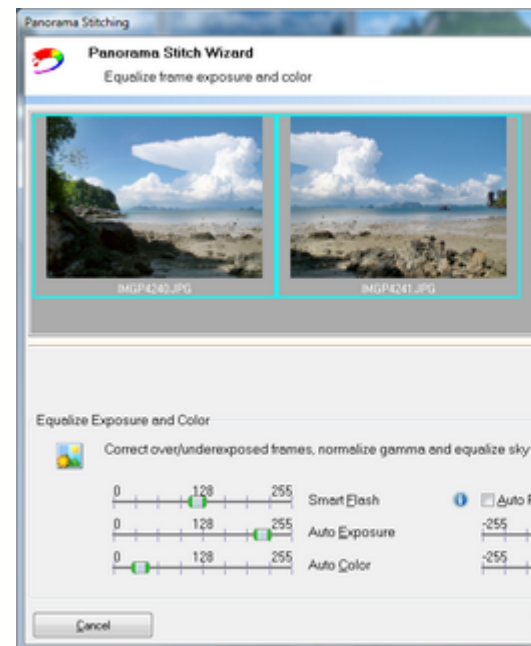 Panorama Stitching
Panorama Stitch Wizard
Equalize frame exposure and color
IMGP4240.JPG IMGP4241.JPG
Equalize Exposure and Color
Correct over/underexposed frames, normalize gamma and equalize sky
0 128 255 Smart Flash Auto
0 128 255 Auto Exposure -255
0 128 255 Auto Color -255
Cancel